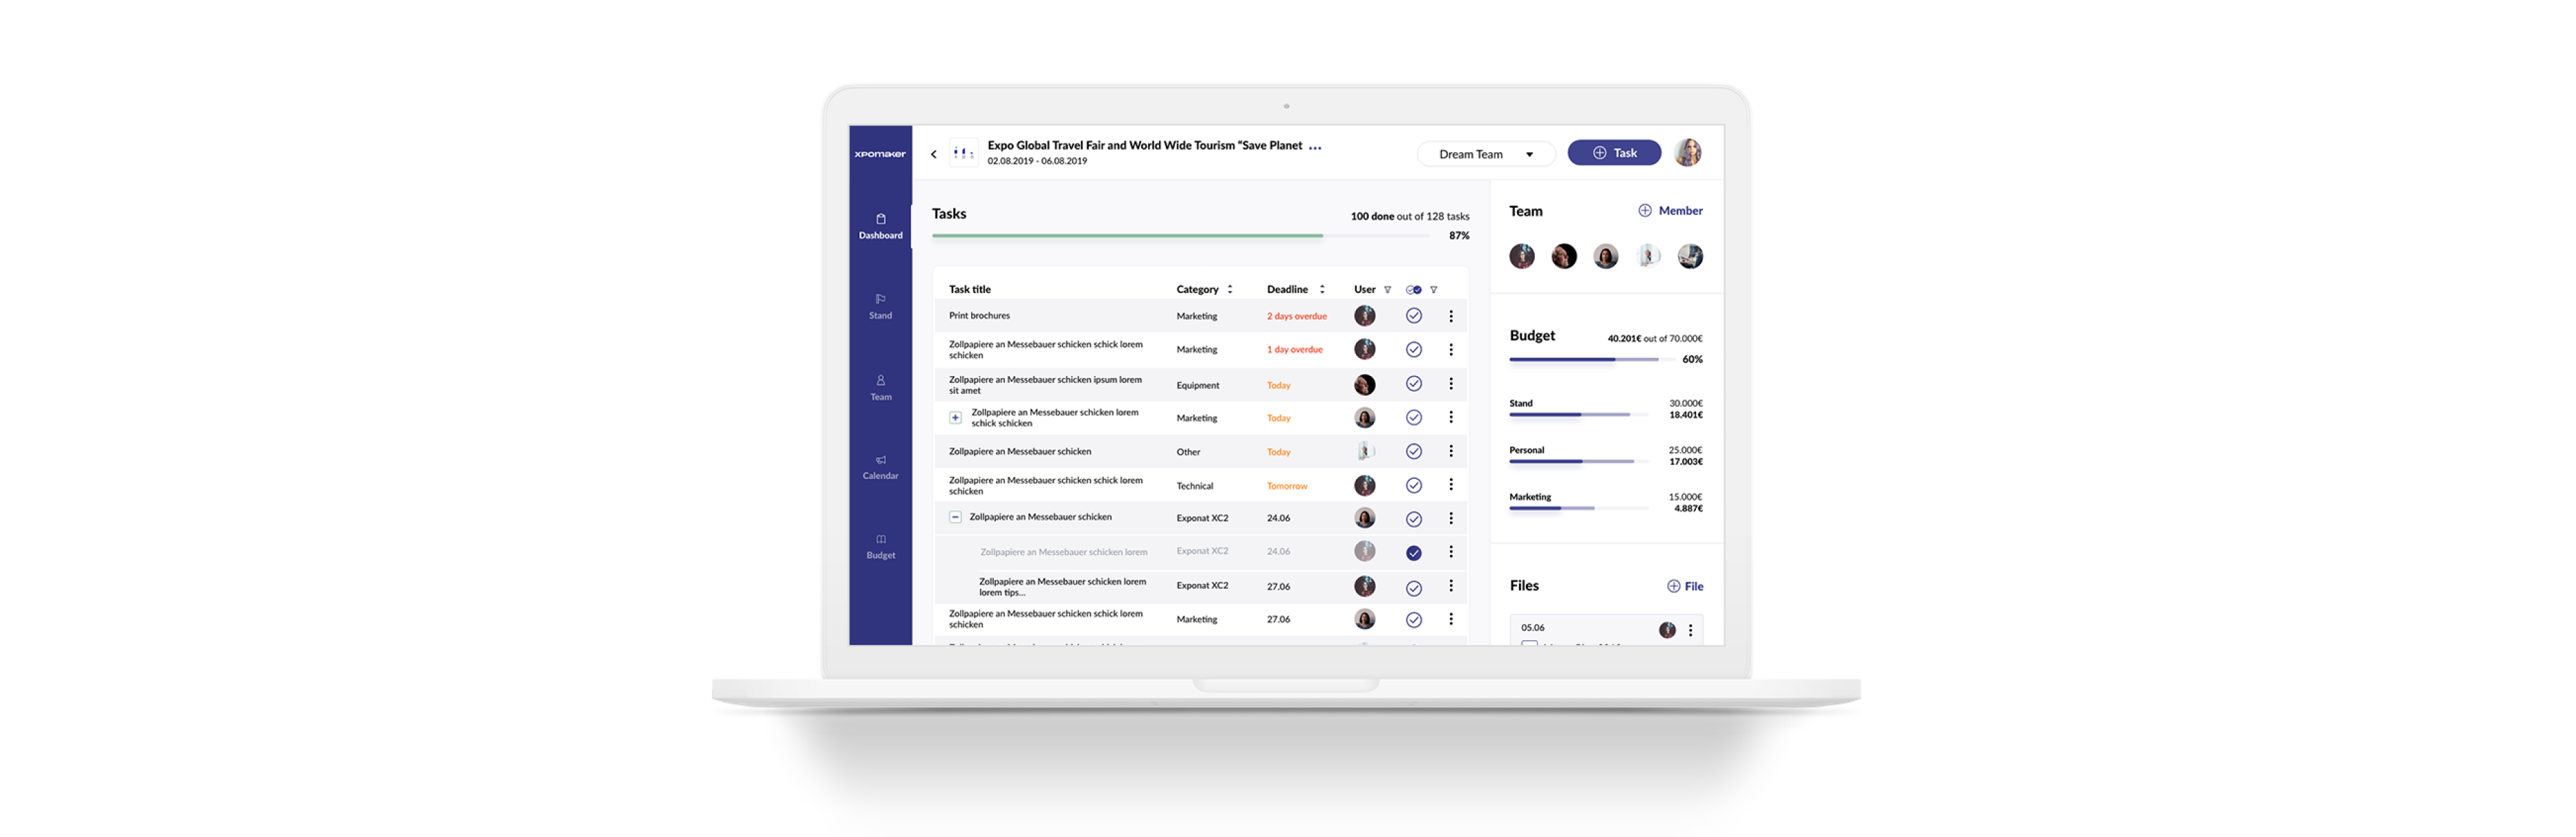 xpomaker
Expo Global Travel Fair and World Wide Tourism “Save Planet ...
02.08.2019 - 06.08.2019
Dream Team
Task
Dashboard
Stand
Team
Calendar
Budget
Tasks
100 done out of 128 tasks
87%
Task title Category Deadline User
Print brochures Marketing 2 days overdue
Zollpapiere an Messebauer schicken schick lorem
schicken
Marketing 1 day overdue
Zollpapiere an Messebauer schicken ipsum lorem
sit amet
Equipment Today
Zollpapiere an Messebauer schicken lorem
schick schicken
Marketing Today
Zollpapiere an Messebauer schicken Other Today
Zollpapiere an Messebauer schicken schick lorem
schicken
Technical Tomorrow
Zollpapiere an Messebauer schicken Exponat XC2 24.06
Zollpapiere an Messebauer schicken lorem Exponat XC2 24.06
Zollpapiere an Messebauer schicken lorem
lorem tips...
Exponat XC2 27.06
Zollpapiere an Messebauer schicken schick lorem
schicken
Marketing 27.06
Team
Member
Budget
40.201€ out of 70.000€
60%
Stand 30.000€
18.401€
Personal 25.000€
17.003€
Marketing 15.000€
4.887€
Files
File
05.06